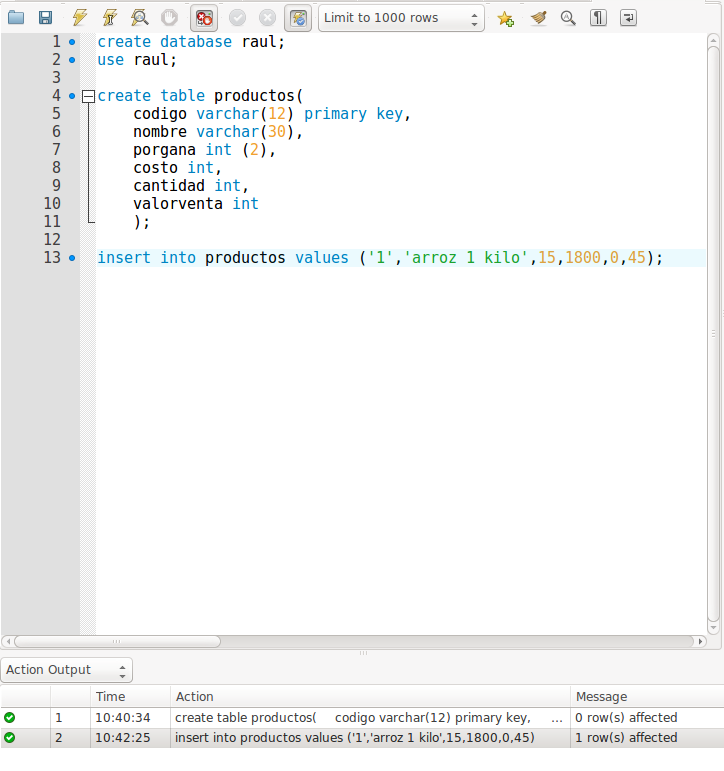 Limit to 1000 rows
1 create database raul;
2 use raul;
3
4 create table productos(
5 codigo varchar(12) primary key,
6 nombre varchar(30),
7 porgana int (2),
8 costo int,
9 cantidad int,
10 valorventa int
11 );
12
13 insert into productos values ('1','arroz 1 kilo',15,1800,0,45);
Action Output
Time Action Message
1 10:40:34 create table productos( codigo varchar(12) primary key, ... 0 row(s) affected
2 10:42:25 insert into productos values ('1','arroz 1 kilo',15,1800,0,45) 1 row(s) affected